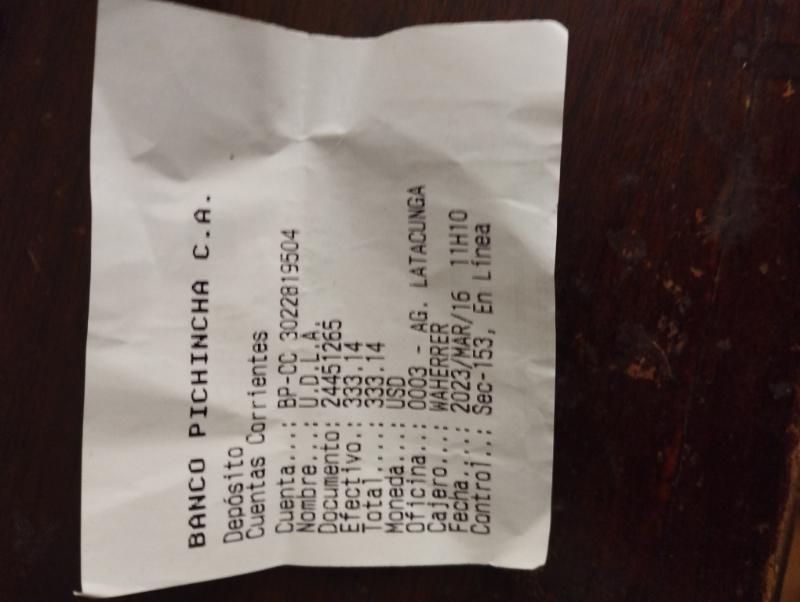 BANCO PICHINCHA C.A.
Depósito
Cuentas Corrientes
Cuenta....: BP-CC 3022819504
Nombre....: U.D.L.A.
Documento: 24451265
Efectivo.: 333.14
Total.....: 333.14
Moneda....: USD
Oficina..: 0003 - AG. LATACUNGA
Cajero...: WAHERRER
Fecha.....: 2023/MAR/16 11H10
Control..: Sec-153, En Línea